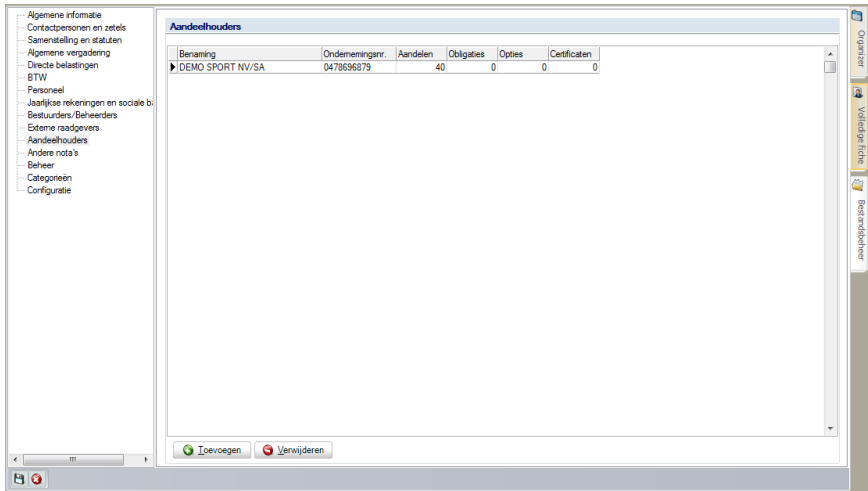 Algemene informatie
Contactpersonen en zetels
Samenstelling en statuten
Algemene vergadering
Directe belastingen
BTW
Personeel
Jaarlijkse rekeningen en sociale b
Bestuurders/Beheerders
Externe raadgevers
Aandeelhouders
Andere nota's
Beheer
Categorieën
Configuratie
Aandeelhouders
Benaming Ondernemingsnr. Aandelen Obligaties Opties Certificaten
DEMO SPORT NV/SA 0478696879 40 0 0 0
Toevoegen Verwijderen
Organizer
Volledige fiche
Bestandsbeheer